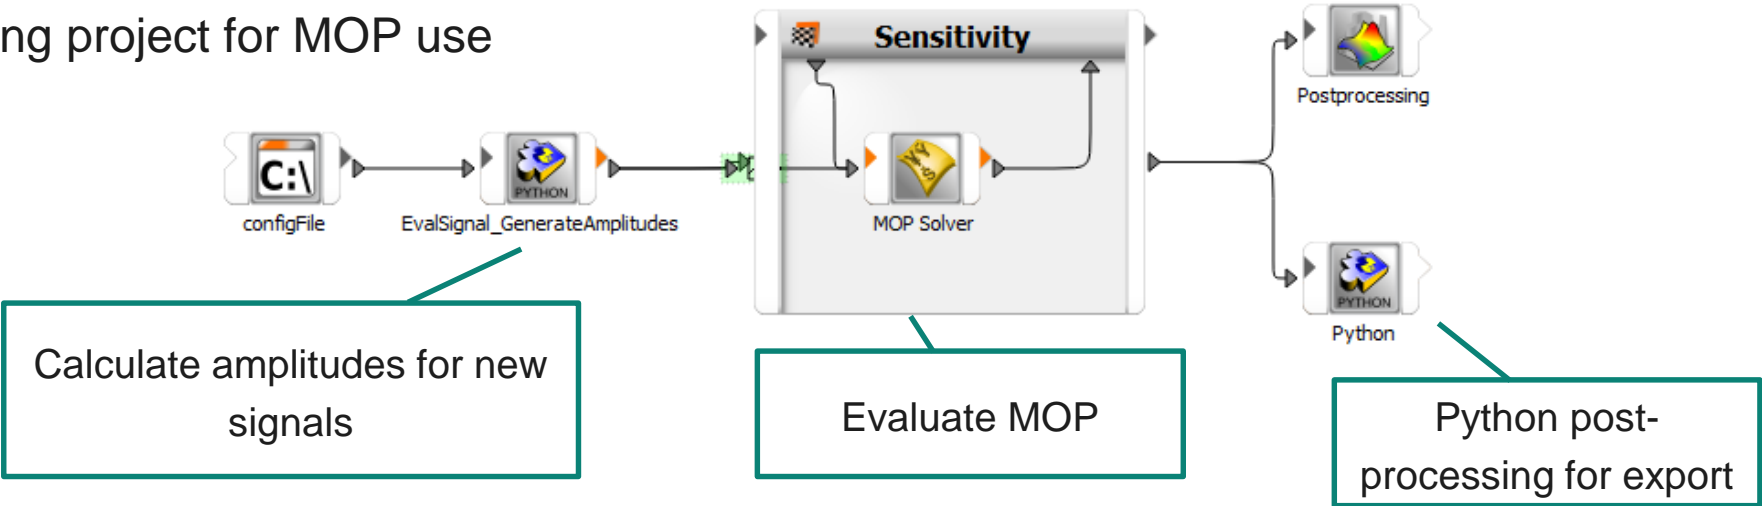 ng project for MOP use
Sensitivity
Postprocessing
C:\
PYTHON
configFile
EvalSignal_GenerateAmplitudes
MOP Solver
PYTHON
Python
Calculate amplitudes for new
signals
Evaluate MOP
Python post-
processing for export